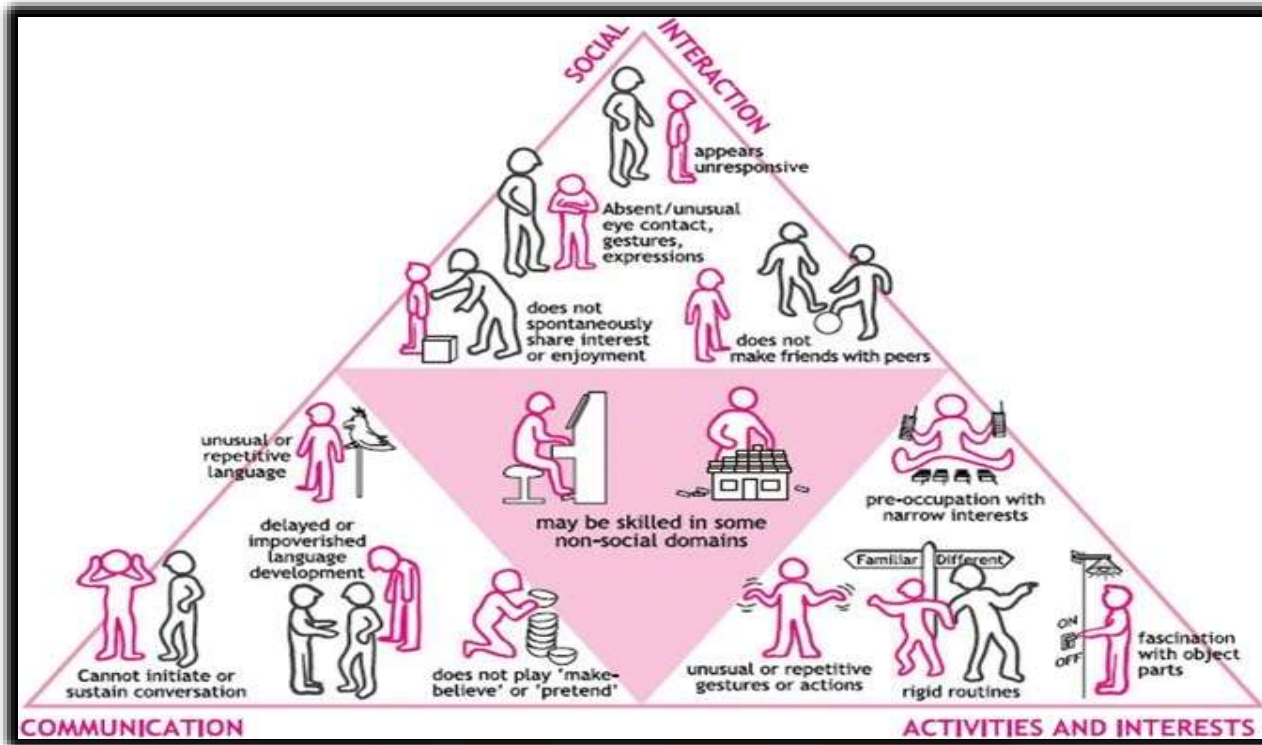 SOCIAL
INTERACTION
appears
unresponsive
Absent/unusual
eye contact,
gestures,
expressions
does not
spontaneously
share interest
or enjoyment
does not
make friends with peers
unusual or
repetitive
language
may be skilled in some
non-social domains
pre-occupation with
narrow interests
delayed or
impoverished
language
development
Familiar
Different
ON
OFF
Cannot initiate or
sustain conversation
does not play 'make-
believe' or 'pretend'
unusual or repetitive
gestures or actions
rigid routines
fascination
with object
parts
COMMUNICATION
ACTIVITIES AND INTERESTS